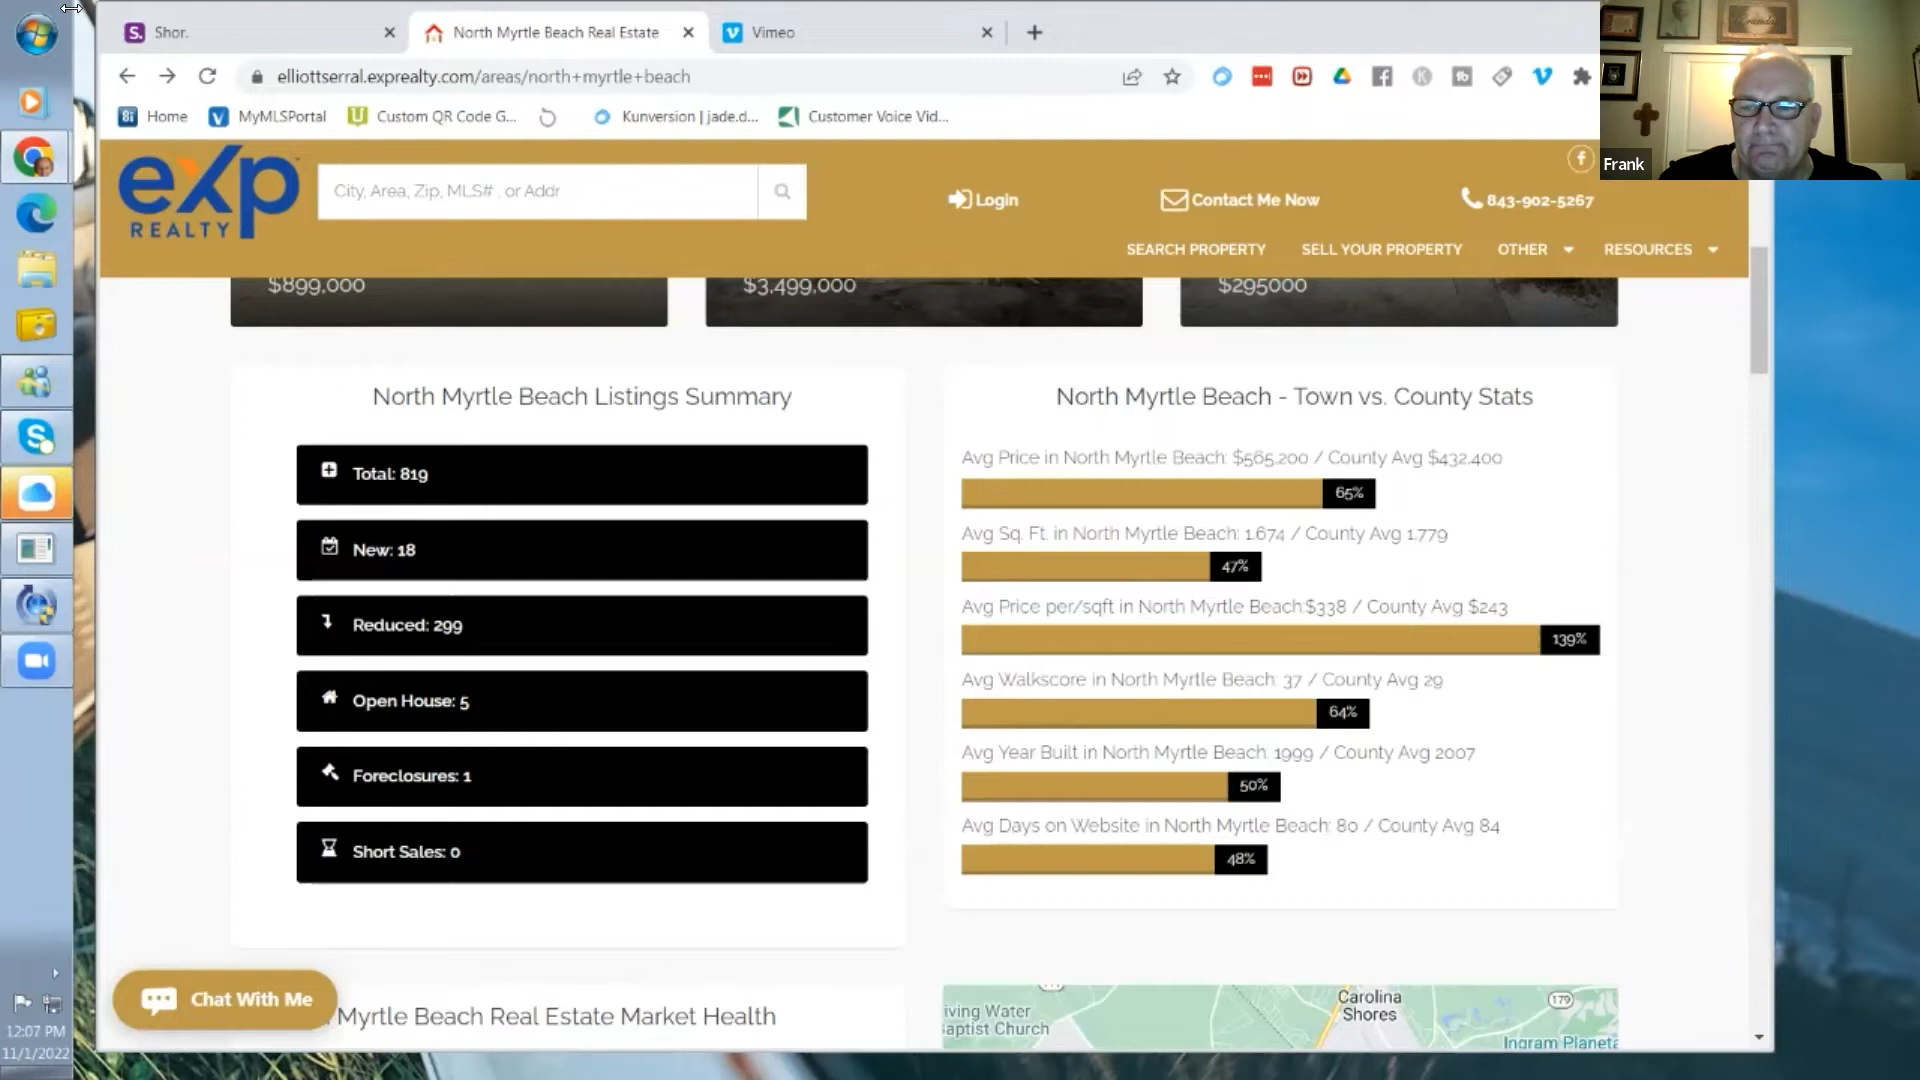 Shor.
North Myrtle Beach Real Estate
Vimeo
elliottserral.exprealty.com/areas/north+myrtle+beach
Home
MyMLSPortal
Custom QR Code G...
Kunversion | jade.d...
Customer Voice Vid...
Frank
exp
REALTY
City, Area, Zip, MLS# , or Addr
Login
Contact Me Now
843-902-5267
SEARCH PROPERTY
SELL YOUR PROPERTY
OTHER
RESOURCES
$899,000
$3,499,000
$295000
North Myrtle Beach Listings Summary
Total: 819
New: 18
Reduced: 299
Open House: 5
Foreclosures: 1
Short Sales: 0
North Myrtle Beach - Town vs. County Stats
Avg Price in North Myrtle Beach: $565,200 / County Avg $432,400
65%
Avg Sq. Ft. in North Myrtle Beach: 1,674 / County Avg 1,779
47%
Avg Price per/sqft in North Myrtle Beach:$338 / County Avg $243
139%
Avg Walkscore in North Myrtle Beach: 37 / County Avg 29
64%
Avg Year Built in North Myrtle Beach: 1999 / County Avg 2007
50%
Avg Days on Website in North Myrtle Beach: 80 / County Avg 84
48%
Chat With Me
Myrtle Beach Real Estate Market Health
iving Water
aptist Church
Carolina
Shores
179
Ingram Planeta
12:07 PM
11/1/2022